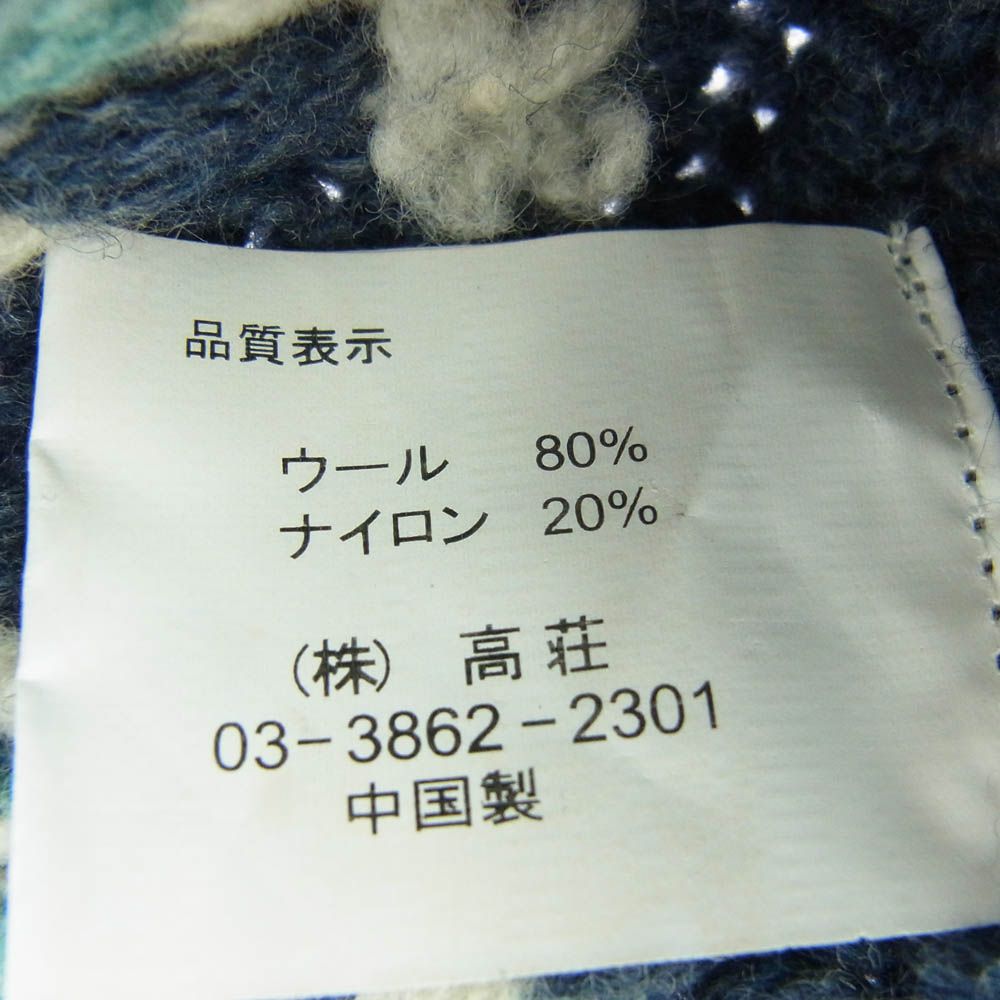 品質表示
ウール 80%
ナイロン 20%
(株) 高荘
03-3862-2301
中国製